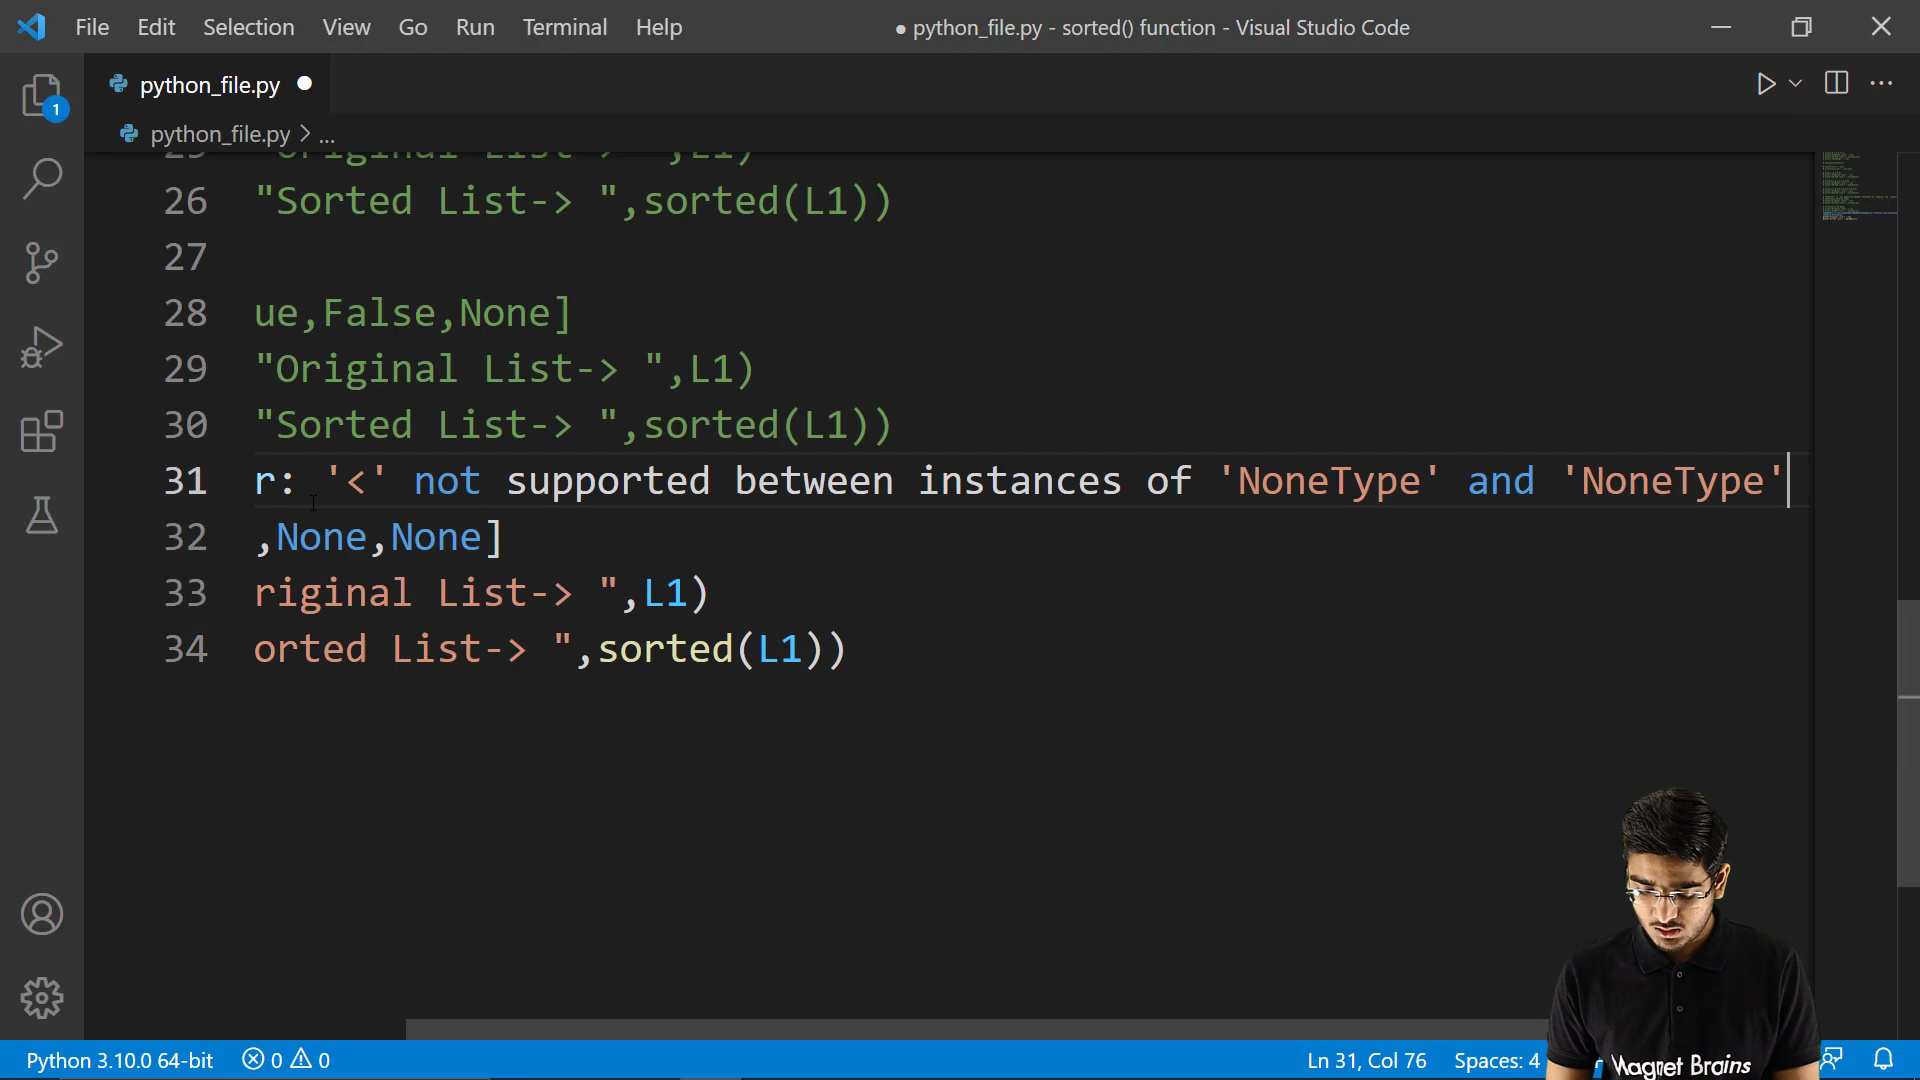 File Edit Selection View Go Run Terminal Help ● python_file.py - sorted() function - Visual Studio Code
1
python_file.py ●
python_file.py > ...
26 "Sorted List-> ",sorted(L1))
27
28 ue,False,None]
29 "Original List-> ",L1)
30 "Sorted List-> ",sorted(L1))
31 r: '<' not supported between instances of 'NoneType' and 'NoneType'
32 ,None,None]
33 riginal List-> ",L1)
34 orted List-> ",sorted(L1))
Python 3.10.0 64-bit 0 0 Ln 31, Col 76 Spaces: 4
Magnet Brains